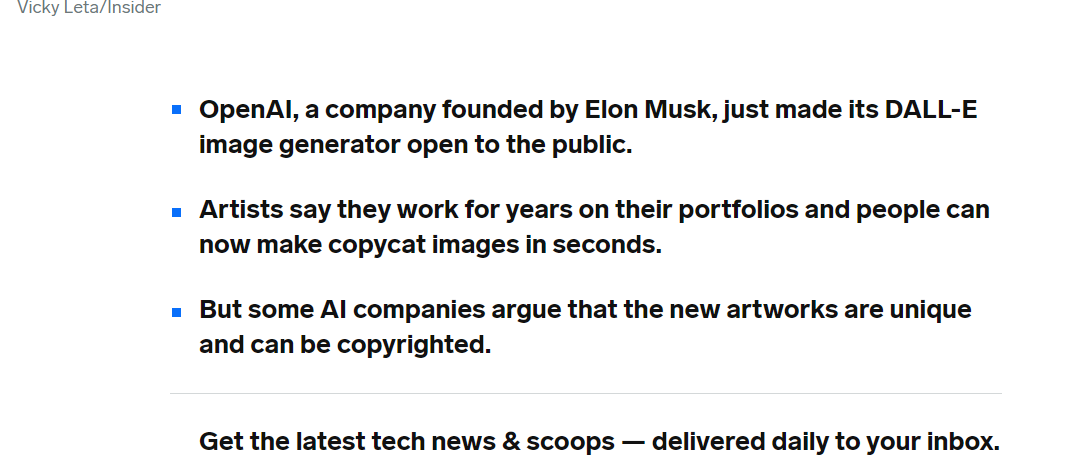 Vicky Leta/Insider
OpenAI, a company founded by Elon Musk, just made its DALL-E
image generator open to the public.
Artists say they work for years on their portfolios and people can
now make copycat images in seconds.
But some AI companies argue that the new artworks are unique
and can be copyrighted.
Get the latest tech news & scoops — delivered daily to your inbox.